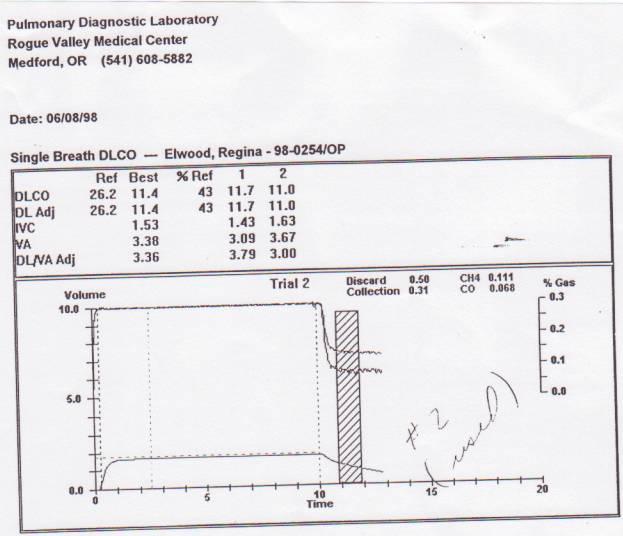 Pulmonary Diagnostic Laboratory
Rogue Valley Medical Center
Medford, OR (541) 608-5882
Date: 06/08/98
Single Breath DLCO — Elwood, Regina - 98-0254/OP
Ref Best % Ref 1 2
DLCO 26.2 11.4 43 11.7 11.0
DL Adj 26.2 11.4 43 11.7 11.0
IVC 1.53 1.43 1.63
VA 3.38 3.09 3.67
DL/VA Adj 3.36 3.79 3.00
Trial 2 Discard 0.50 CH4 0.111
Collection 0.31 CO 0.068
Volume
% Gas
10.0
0.3
0.2
0.1
0.0
5.0
# 2
(used)
0.0
0 5 10 15 20
Time